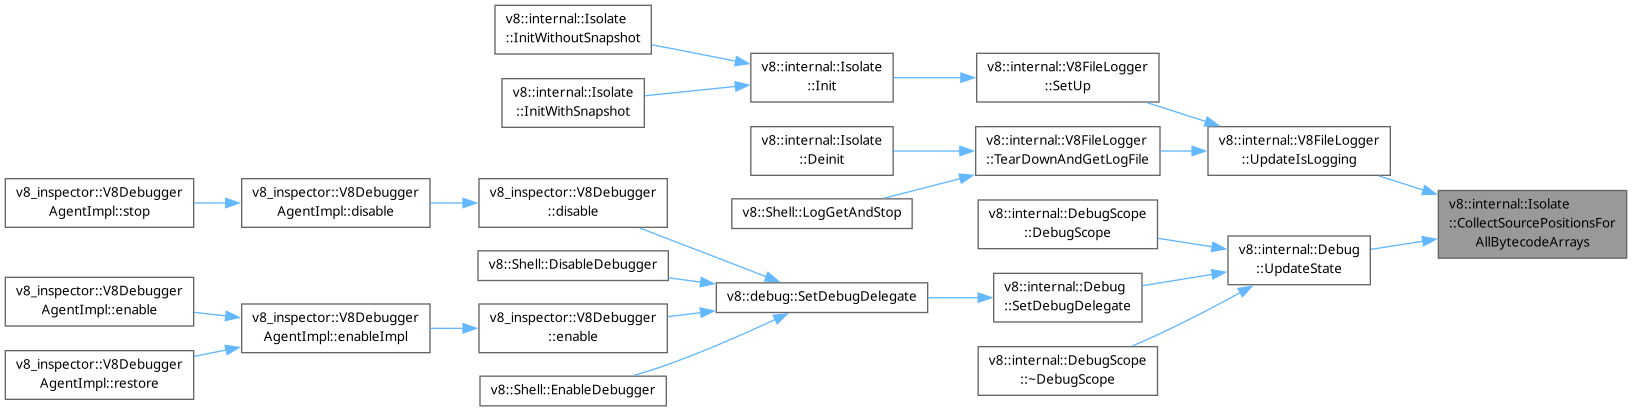 v8::internal::Isolate
::InitWithoutSnapshot
v8::internal::Isolate
::InitWithSnapshot
v8::internal::Isolate
::Init
v8::internal::V8FileLogger
::SetUp
v8::internal::Isolate
::Deinit
v8::internal::V8FileLogger
::TearDownAndGetLogFile
v8::internal::V8FileLogger
::UpdateIsLogging
v8_inspector::V8Debugger
AgentImpl::stop
v8_inspector::V8Debugger
AgentImpl::disable
v8_inspector::V8Debugger
::disable
v8::Shell::LogGetAndStop
v8::internal::DebugScope
::DebugScope
v8::internal::Isolate
::CollectSourcePositionsFor
AllBytecodeArrays
v8::internal::Debug
::UpdateState
v8::Shell::DisableDebugger
v8::debug::SetDebugDelegate
v8::internal::Debug
::SetDebugDelegate
v8_inspector::V8Debugger
AgentImpl::enable
v8_inspector::V8Debugger
AgentImpl::enableImpl
v8_inspector::V8Debugger
::enable
v8_inspector::V8Debugger
AgentImpl::restore
v8::Shell::EnableDebugger
v8::internal::DebugScope
::~DebugScope